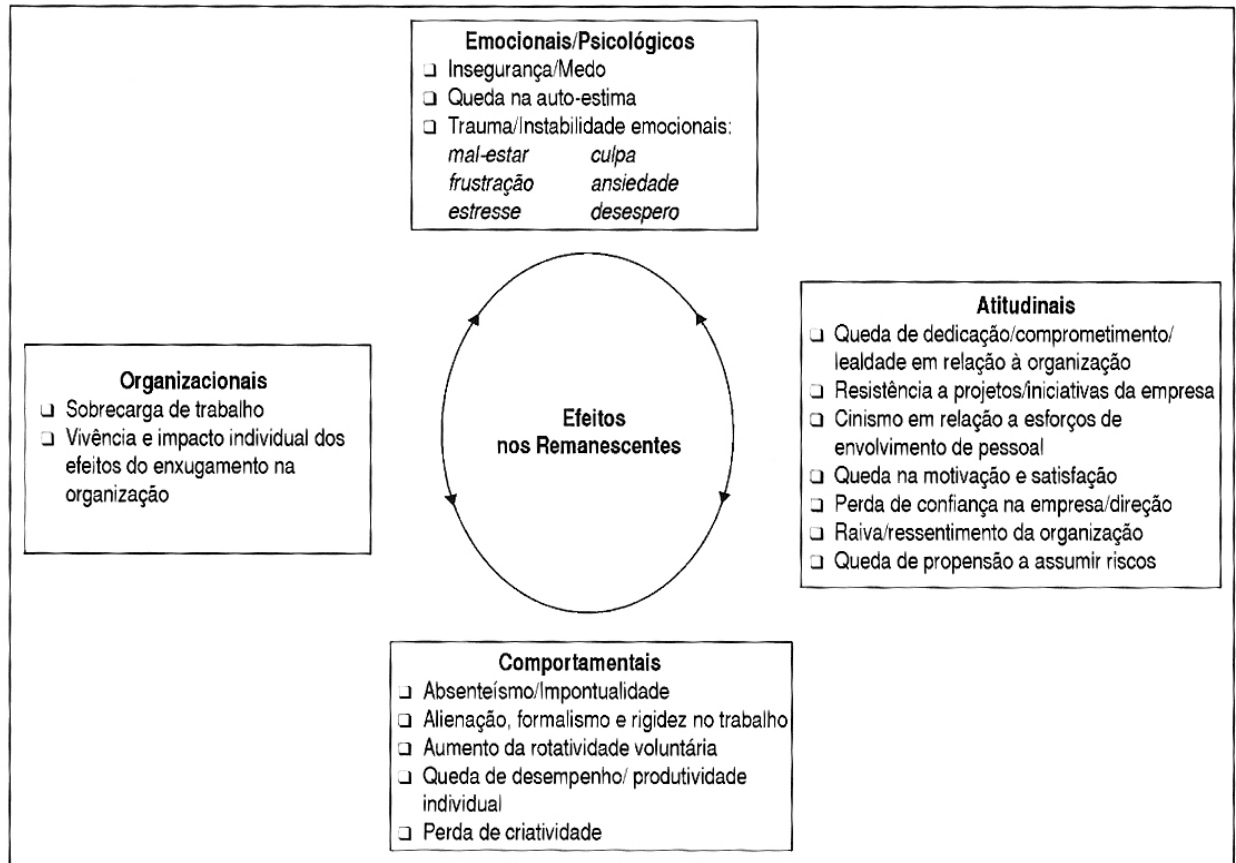 Emocionais/Psicológicos
❑ Insegurança/Medo
❑ Queda na auto-estima
❑ Trauma/Instabilidade emocionais:
mal-estar culpa
frustração ansiedade
estresse desespero
Organizacionais
❑ Sobrecarga de trabalho
❑ Vivência e impacto individual dos
efeitos do enxugamento na
organização
Efeitos
nos Remanescentes
Atitudinais
❑ Queda de dedicação/comprometimento/
lealdade em relação à organização
❑ Resistência a projetos/iniciativas da empresa
❑ Cinismo em relação a esforços de
envolvimento de pessoal
❑ Queda na motivação e satisfação
❑ Perda de confiança na empresa/direção
❑ Raiva/ressentimento da organização
❑ Queda de propensão a assumir riscos
Comportamentais
❑ Absenteísmo/Impontualidade
❑ Alienação, formalismo e rigidez no trabalho
❑ Aumento da rotatividade voluntária
❑ Queda de desempenho/ produtividade
individual
❑ Perda de criatividade